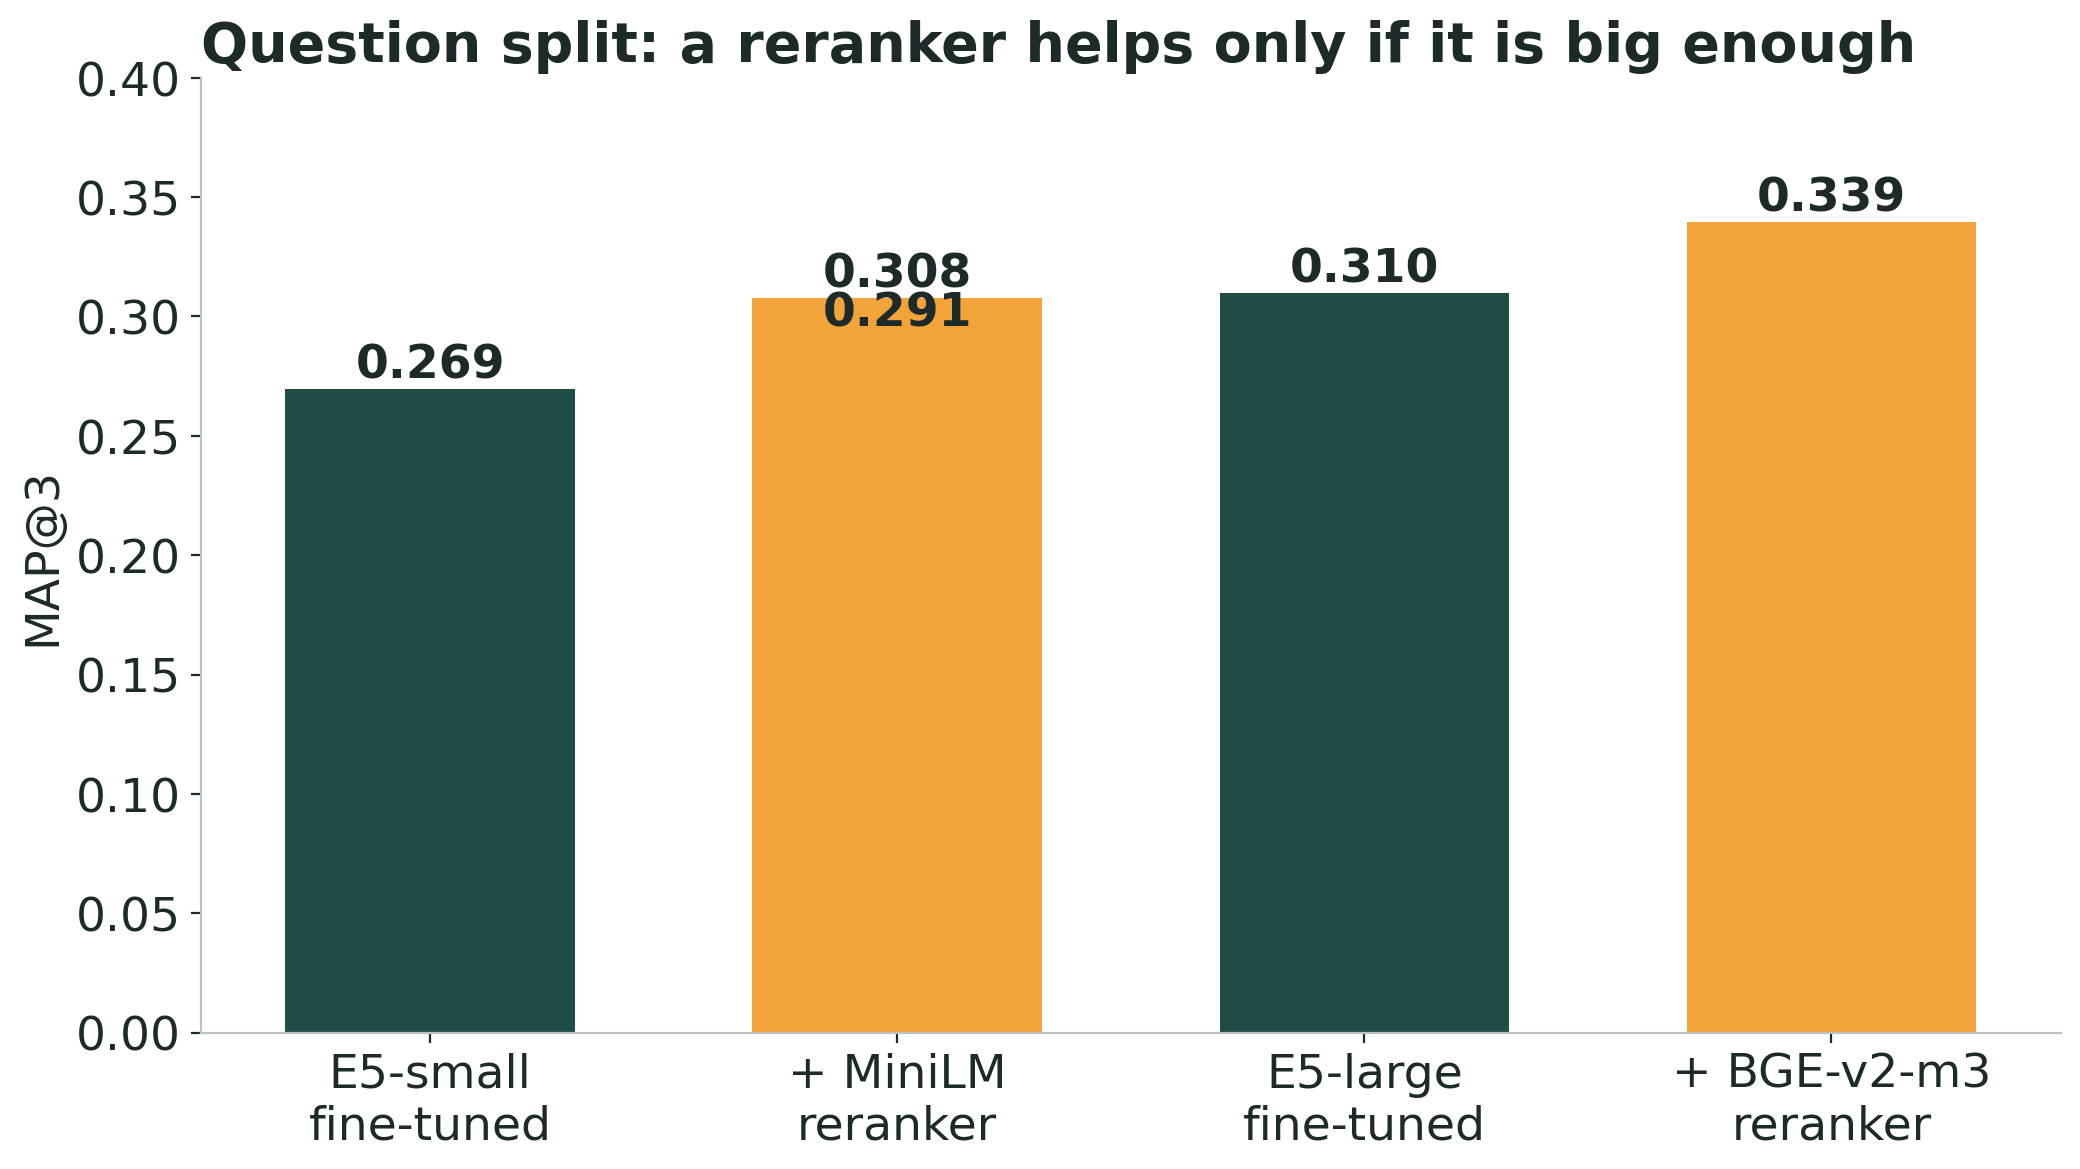 Question split: a reranker helps only if it is big enough
MAP@3
0.40
0.35
0.30
0.25
0.20
0.15
0.10
0.05
0.00
0.269
0.308
0.291
0.310
0.339
E5-small
fine-tuned
+ MiniLM
reranker
E5-large
fine-tuned
+ BGE-v2-m3
reranker